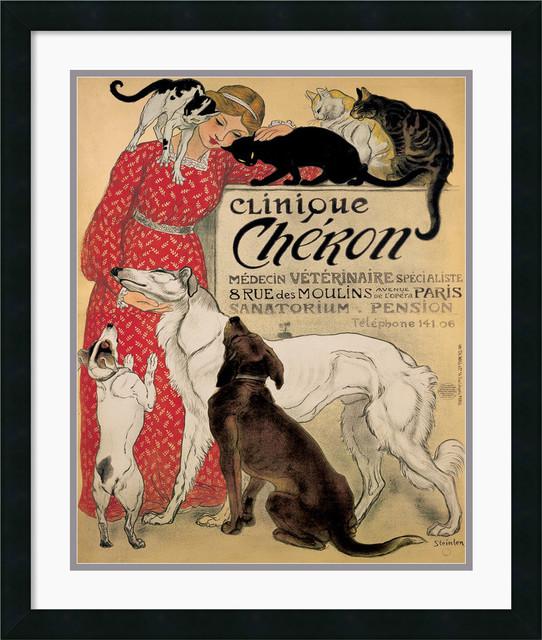 CLINIQUE
CHÉRON
MÉDECIN VÉTÉRINAIRE SPÉCIALISTE
8 RUE des MOULINS AVENUE DE L'OPÉRA PARIS
SANATORIUM . PENSION
Téléphone 141.06
Steinlen